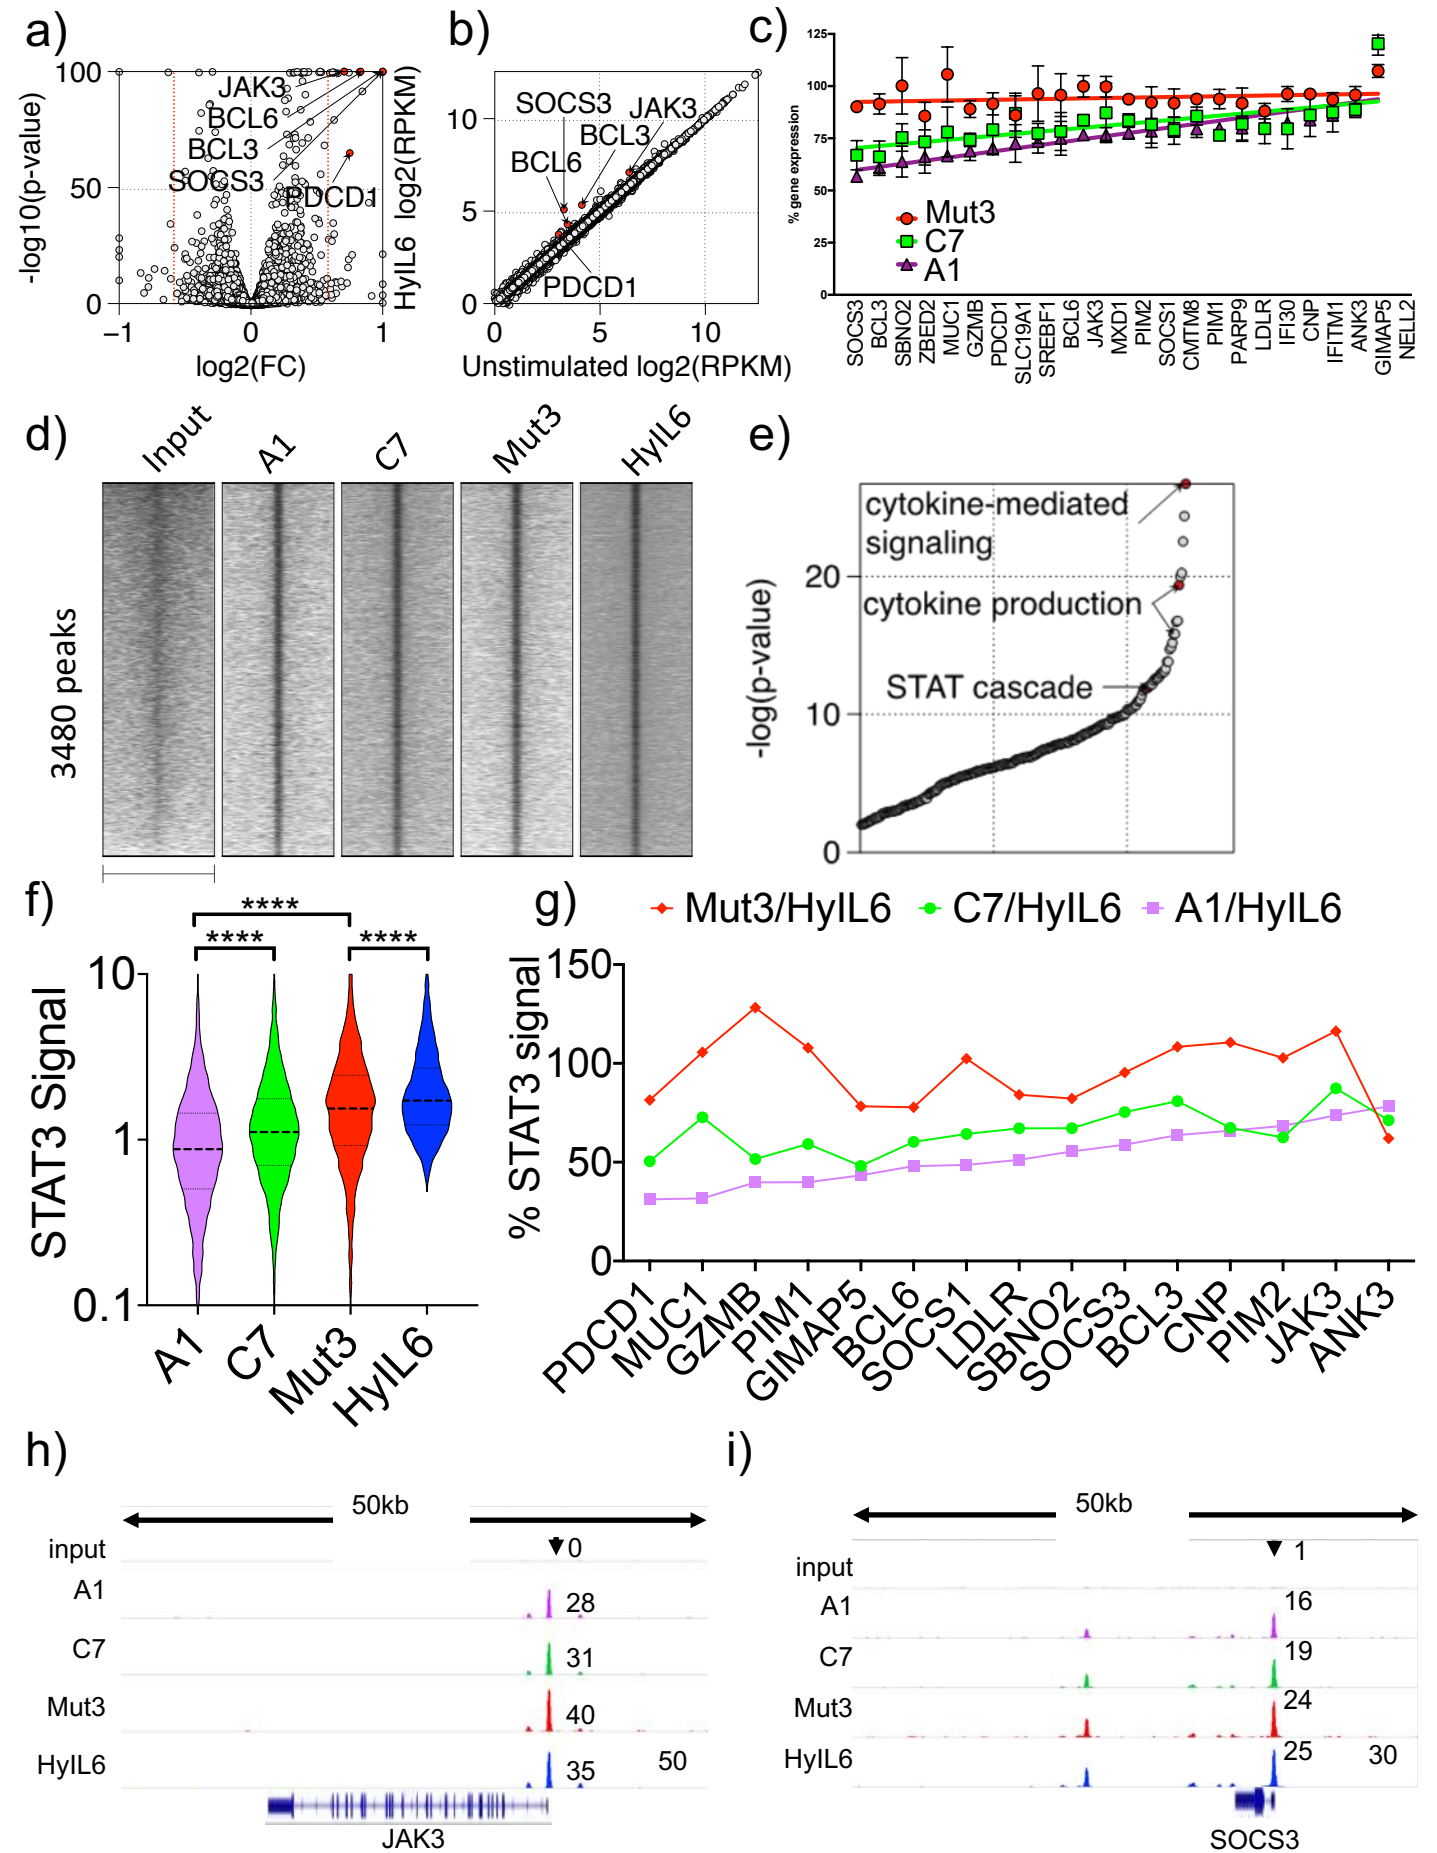 a)
-log10(p-value)
100
50
0
−1
0
1
log2(FC)
JAK3
BCL6
BCL3
SOCS3
PDCD1
b)
HyIL6 log2(RPKM)
10
5
0
0
5
10
Unstimulated log2(RPKM)
SOCS3
JAK3
BCL3
BCL6
PDCD1
c)
% gene expression
125
100
75
50
25
0
Mut3
C7
A1
SOCS3
BCL3
SBNO2
ZBED2
MUC1
GZMB
PDCD1
SLC19A1
SREBF1
BCL6
JAK3
MXD1
PIM2
SOCS1
CMTM8
PIM1
PARP9
LDLR
IFI30
CNP
IFITM1
ANK3
GIMAP5
NELL2
d)
Input
A1
C7
Mut3
HyIL6
3480 peaks
e)
-log(p-value)
20
10
0
cytokine-mediated
signaling
cytokine production
STAT cascade
f)
STAT3 Signal
10
1
0.1
****
****
****
A1
C7
Mut3
HyIL6
g)
Mut3/HyIL6
C7/HyIL6
A1/HyIL6
% STAT3 signal
150
100
50
0
PDCD1
MUC1
GZMB
PIM1
GIMAP5
BCL6
SOCS1
LDLR
SBNO2
SOCS3
BCL3
CNP
PIM2
JAK3
ANK3
h)
50kb
input
0
A1
28
C7
31
Mut3
40
HyIL6
35
50
JAK3
i)
50kb
input
1
A1
16
C7
19
Mut3
24
HyIL6
25
30
SOCS3